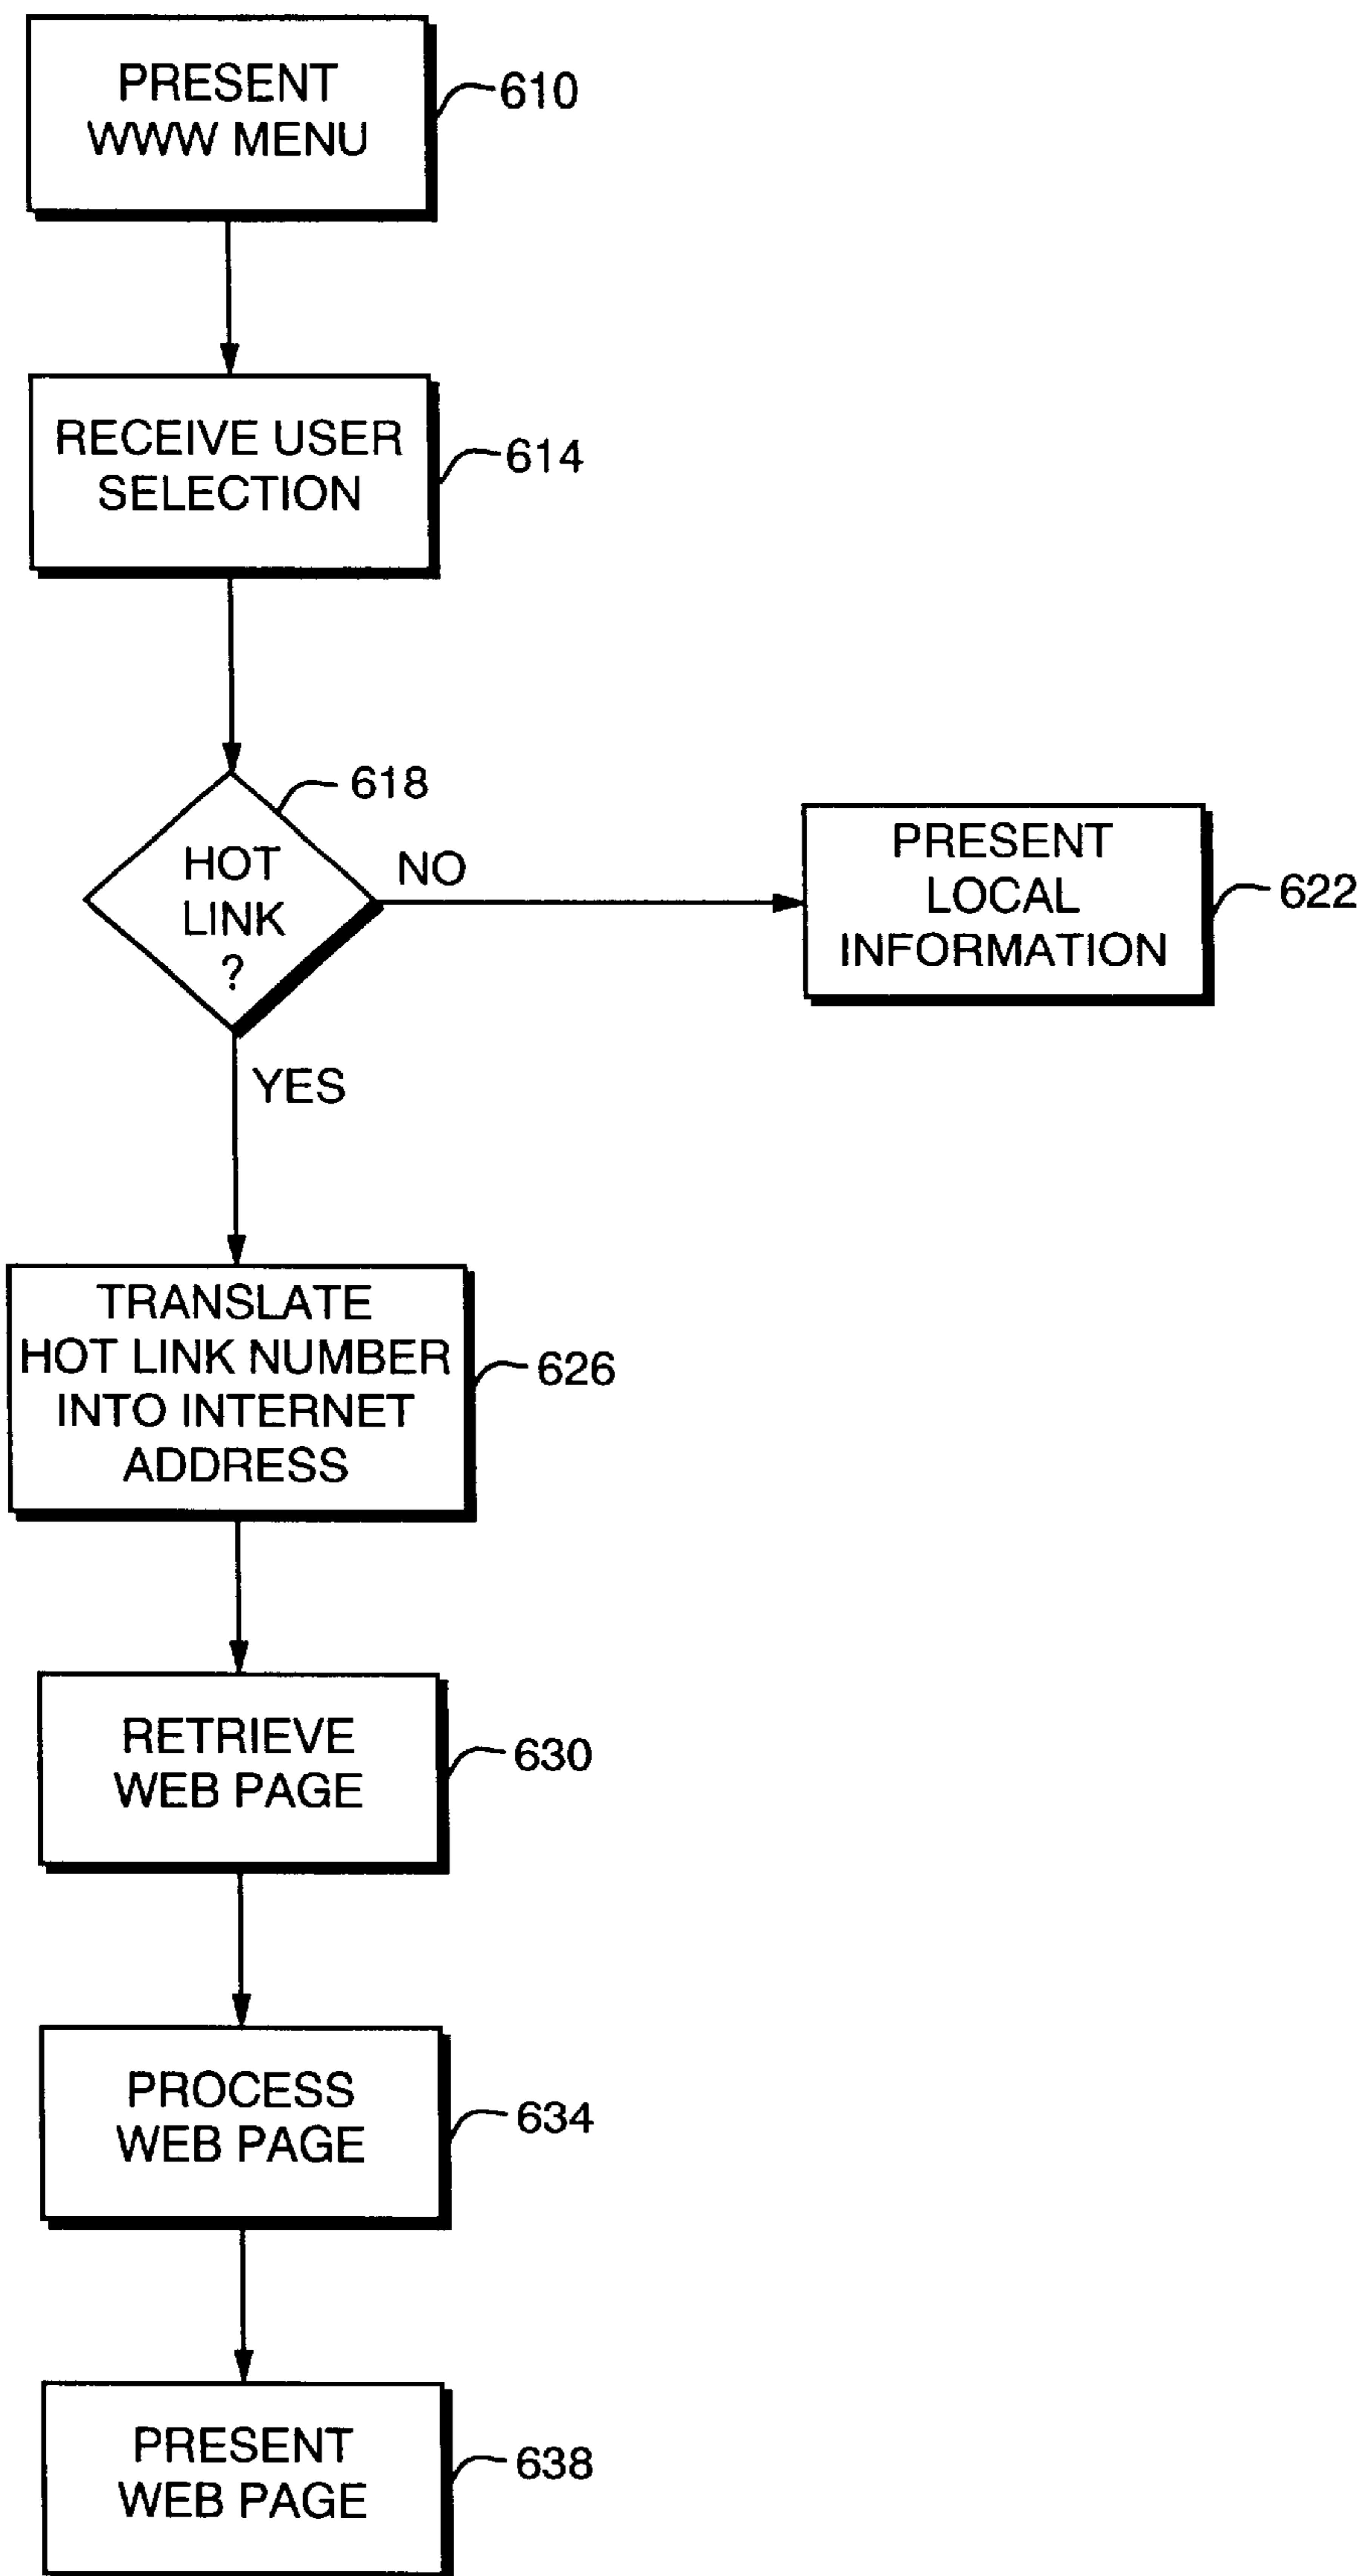 PRESENT
WWW MENU
610
RECEIVE USER
SELECTION
614
618
HOT
LINK
?
NO
PRESENT
LOCAL
INFORMATION
622
YES
TRANSLATE
HOT LINK NUMBER
INTO INTERNET
ADDRESS
626
RETRIEVE
WEB PAGE
630
PROCESS
WEB PAGE
634
PRESENT
WEB PAGE
638